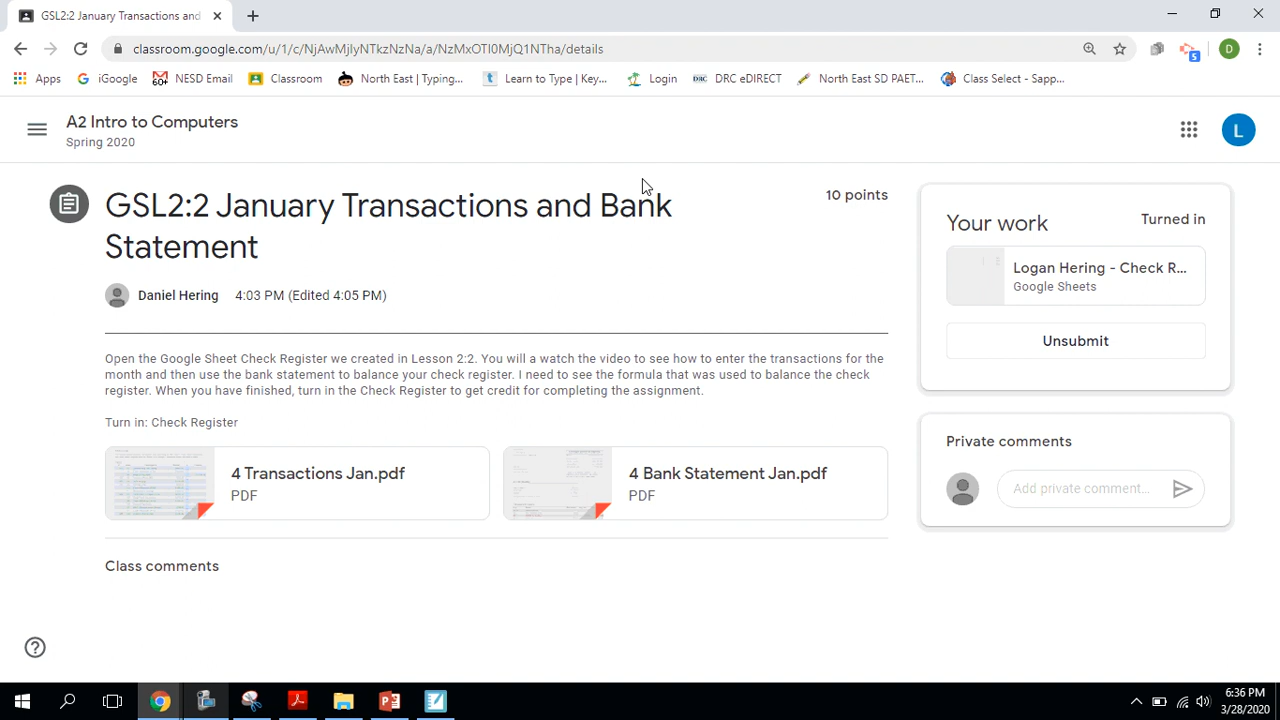 GSL2:2 January Transactions and
classroom.google.com/u/1/c/NjAwMjIyNTkzNzNa/a/NzMxOTI0MjQ1NTha/details
D
Apps
iGoogle
60+
NESD Email
Classroom
North East | Typing...
Learn to Type | Key...
Login
DRC eDIRECT
North East SD PAET...
Class Select - Sapp...
A2 Intro to Computers
Spring 2020
L
GSL2:2 January Transactions and Bank
Statement
10 points
Daniel Hering 4:03 PM (Edited 4:05 PM)
Open the Google Sheet Check Register we created in Lesson 2:2. You will a watch the video to see how to enter the transactions for the
month and then use the bank statement to balance your check register. I need to see the formula that was used to balance the check
register. When you have finished, turn in the Check Register to get credit for completing the assignment.
Turn in: Check Register
4 Transactions Jan.pdf
PDF
4 Bank Statement Jan.pdf
PDF
Class comments
Your work
Turned in
Logan Hering - Check R...
Google Sheets
Unsubmit
Private comments
Add private comment...
6:36 PM
3/28/2020